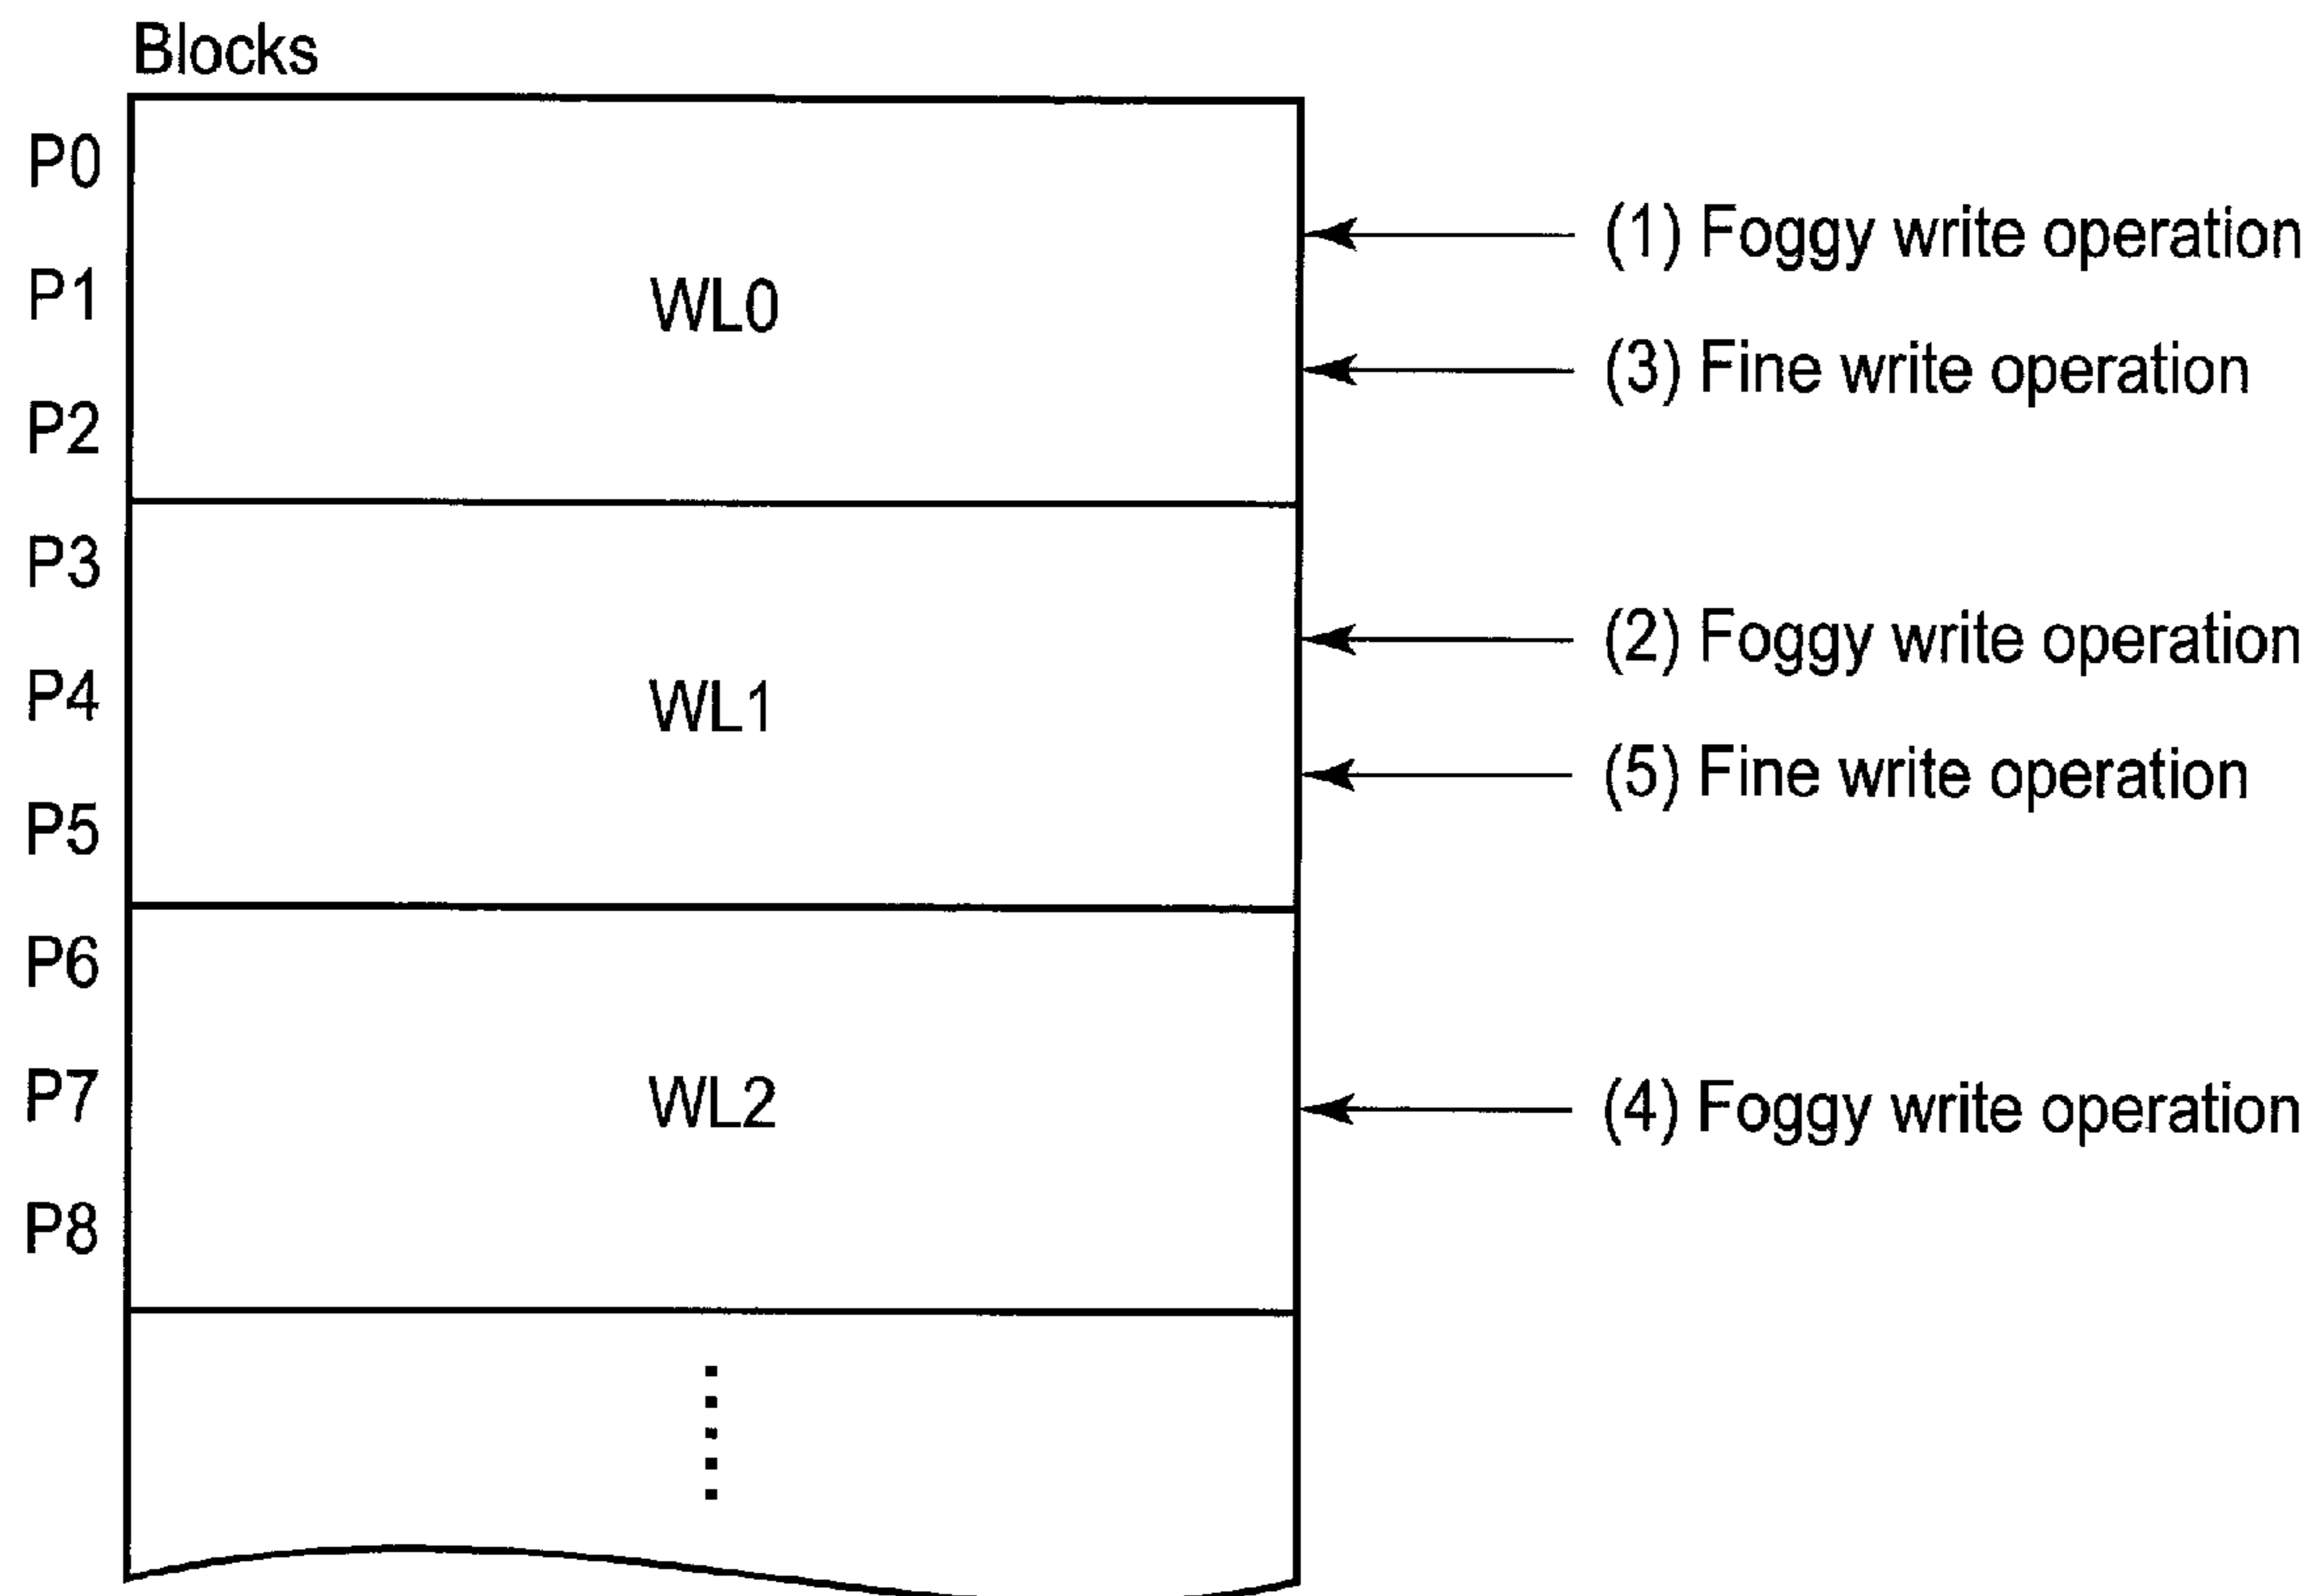 Blocks
P0
(1) Foggy write operation
P1
WL0
(3) Fine write operation
P2
P3
(2) Foggy write operation
P4
WL1
(5) Fine write operation
P5
P6
P7
WL2
(4) Foggy write operation
P8